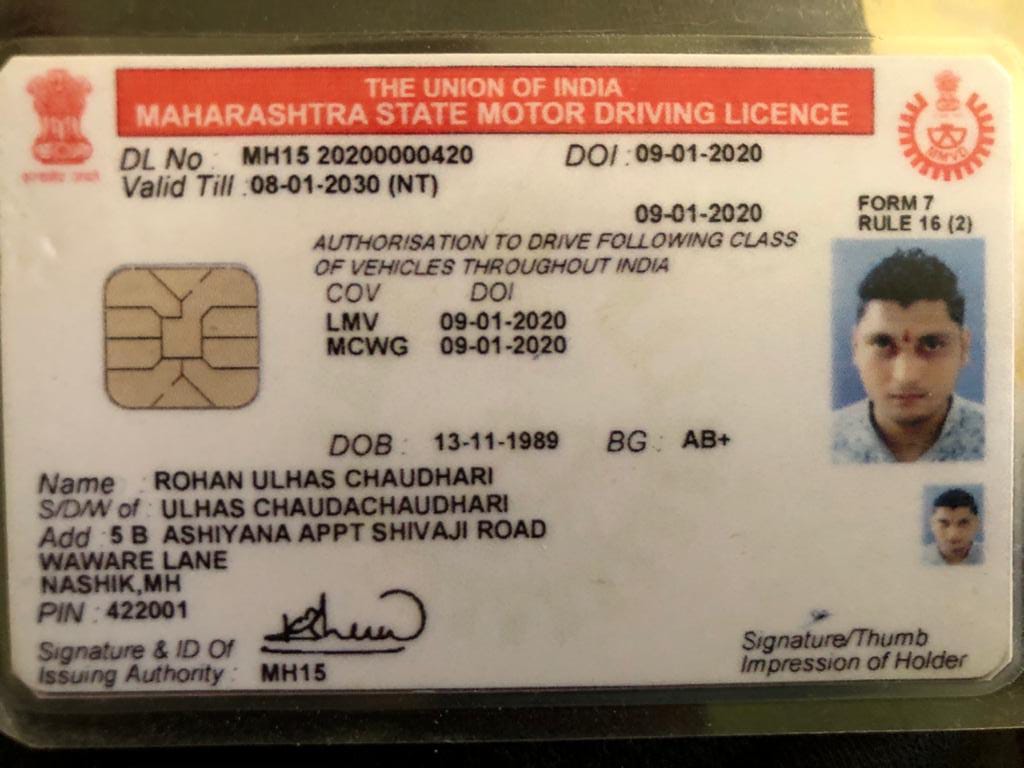 THE UNION OF INDIA
MAHARASHTRA STATE MOTOR DRIVING LICENCE
DL No : MH15 20200000420 DOI : 09-01-2020
Valid Till : 08-01-2030 (NT)
09-01-2020
FORM 7
RULE 16 (2)
AUTHORISATION TO DRIVE FOLLOWING CLASS
OF VEHICLES THROUGHOUT INDIA
COV DOI
LMV 09-01-2020
MCWG 09-01-2020
DOB : 13-11-1989 BG : AB+
Name : ROHAN ULHAS CHAUDHARI
S/D/W of : ULHAS CHAUDACHAUDHARI
Add : 5 B ASHIYANA APPT SHIVAJI ROAD
WAWARE LANE
NASHIK,MH
PIN : 422001
Signature & ID Of
Issuing Authority : MH15
Signature/Thumb
Impression of Holder